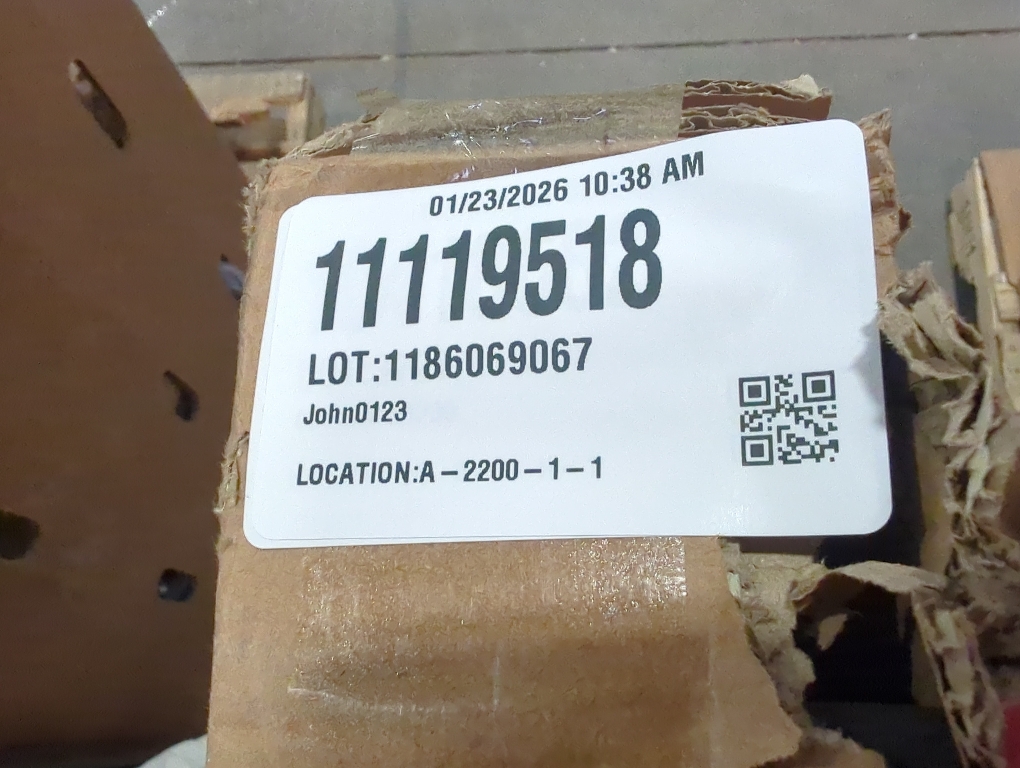 01/23/2026 10:38 AM
11119518
LOT:1186069067
John0123
LOCATION:A-2200-1-1